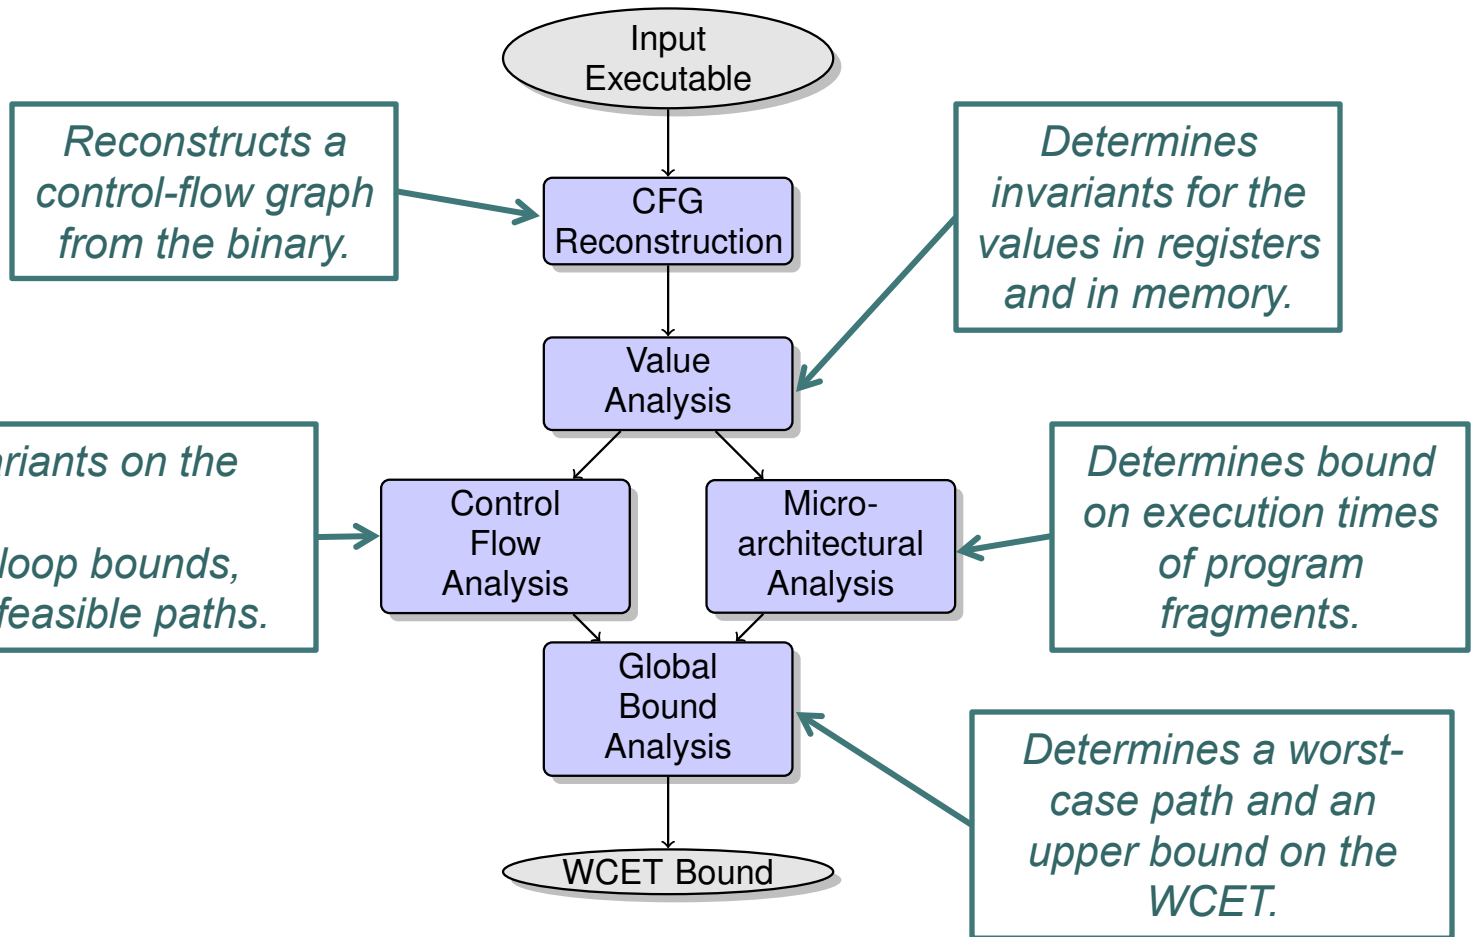 Input
Executable
Reconstructs a
control-flow graph
from the binary.
CFG
Reconstruction
Determines
invariants for the
values in registers
and in memory.
Value
Analysis
ariants on the
loop bounds,
feasible paths.
Control
Flow
Analysis
Micro-
architectural
Analysis
Determines bound
on execution times
of program
fragments.
Global
Bound
Analysis
Determines a worst-
case path and an
upper bound on the
WCET.
WCET Bound